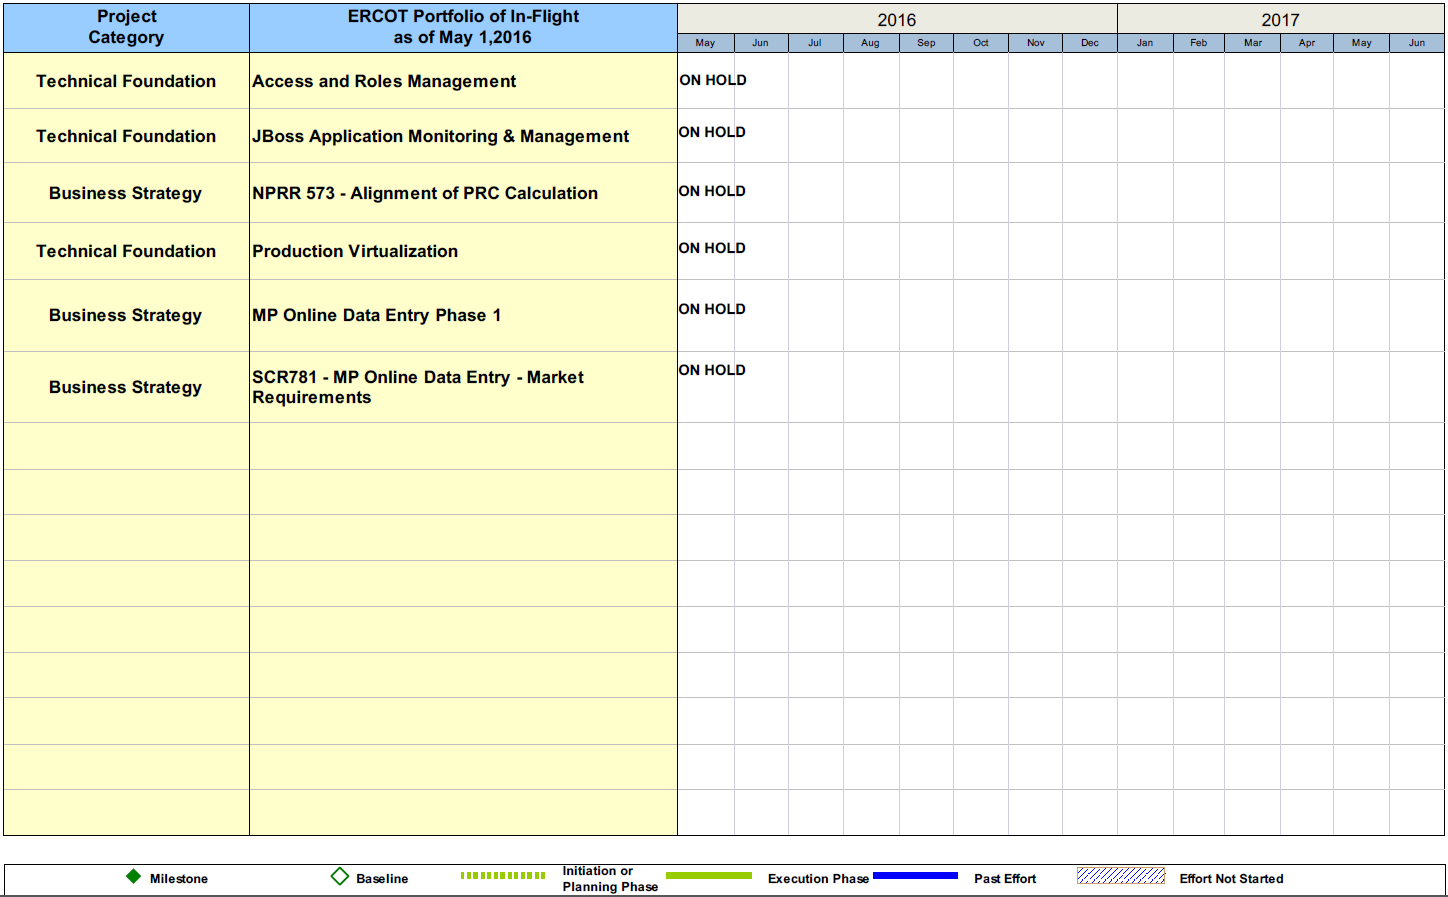 Project
Category
ERCOT Portfolio of In-Flight
as of May 1,2016
2016
2017
May Jun Jul Aug Sep Oct Nov Dec Jan Feb Mar Apr May Jun
Technical Foundation
Access and Roles Management
ON HOLD
Technical Foundation
JBoss Application Monitoring & Management
ON HOLD
Business Strategy
NPRR 573 - Alignment of PRC Calculation
ON HOLD
Technical Foundation
Production Virtualization
ON HOLD
Business Strategy
MP Online Data Entry Phase 1
ON HOLD
Business Strategy
SCR781 - MP Online Data Entry - Market
Requirements
ON HOLD
Milestone
Baseline
Initiation or
Planning Phase
Execution Phase
Past Effort
Effort Not Started